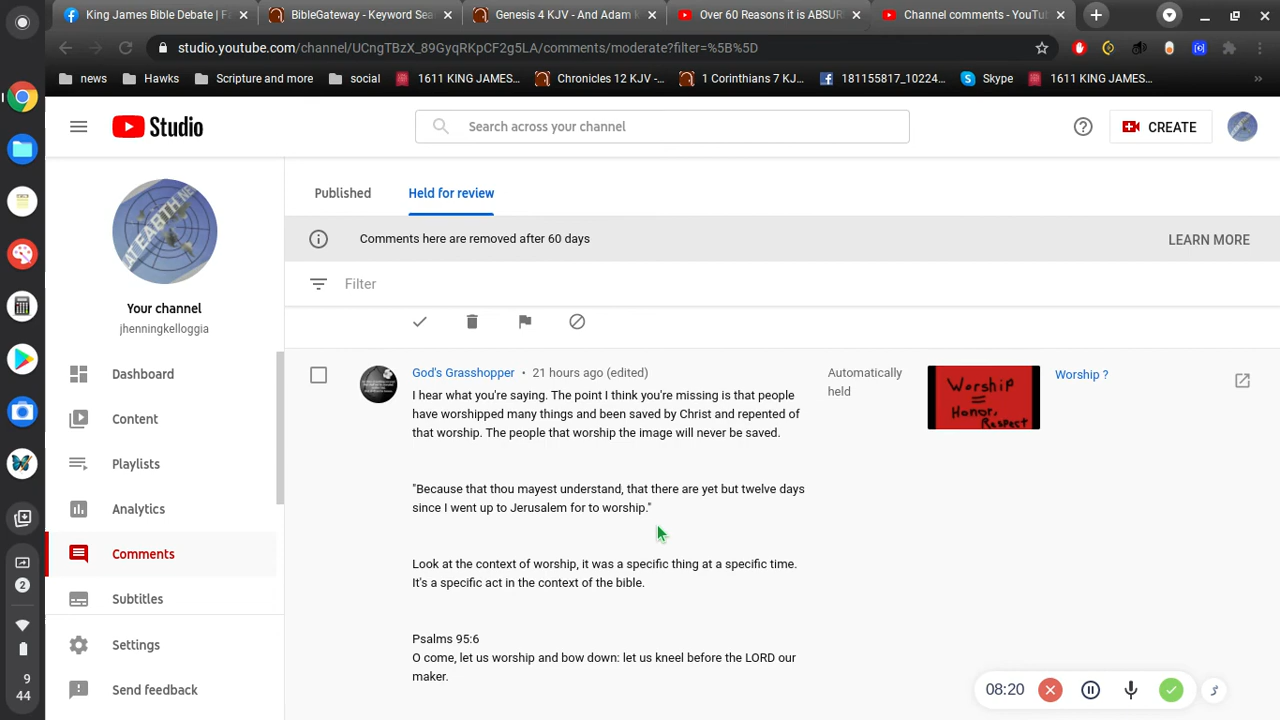 King James Bible Debate | Fa
BibleGateway - Keyword Sea
Genesis 4 KJV - And Adam k
Over 60 Reasons it is ABSUR
Channel comments - YouTu
studio.youtube.com/channel/UCngTBzX_89GyqRKpCF2g5LA/comments/moderate?filter=%5B%5D
news
Hawks
Scripture and more
social
1611 KING JAMES...
Chronicles 12 KJV -...
1 Corinthians 7 KJ...
181155817_10224...
Skype
1611 KING JAMES...
»
Studio
Search across your channel
CREATE
AT EARTH.NE
Your channel
jhenningkelloggia
Dashboard
Content
Playlists
Analytics
Comments
Subtitles
Settings
Send feedback
Published
Held for review
Comments here are removed after 60 days
LEARN MORE
Filter
God's Grasshopper • 21 hours ago (edited)
I hear what you're saying. The point I think you're missing is that people
have worshipped many things and been saved by Christ and repented of
that worship. The people that worship the image will never be saved.
"Because that thou mayest understand, that there are yet but twelve days
since I went up to Jerusalem for to worship."
Look at the context of worship, it was a specific thing at a specific time.
It's a specific act in the context of the bible.
Psalms 95:6
O come, let us worship and bow down: let us kneel before the LORD our
maker.
Automatically
held
Worship
=
Honor,
Respect
Worship ?
2
9
44
08:20